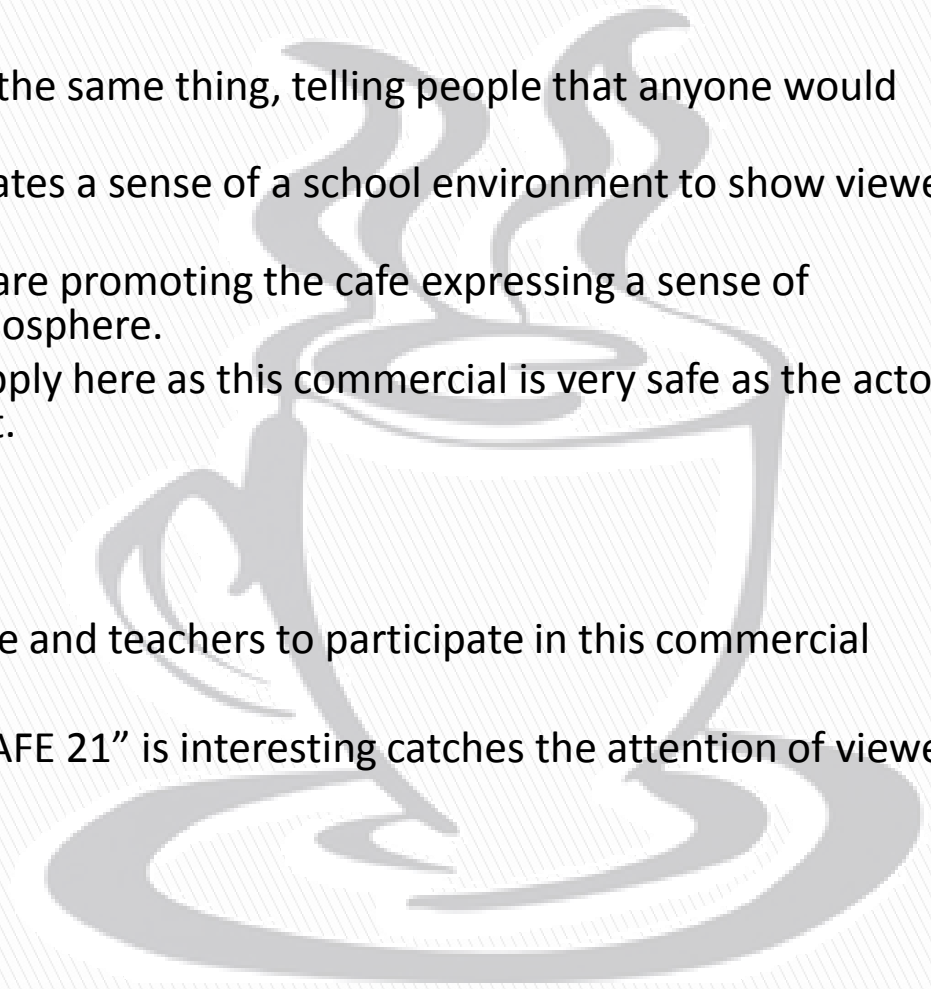 the same thing, telling people that anyone would
ates a sense of a school environment to show viewe
are promoting the cafe expressing a sense of
osphere.
pply here as this commercial is very safe as the acto
t.
e and teachers to participate in this commercial
AFE 21” is interesting catches the attention of viewe